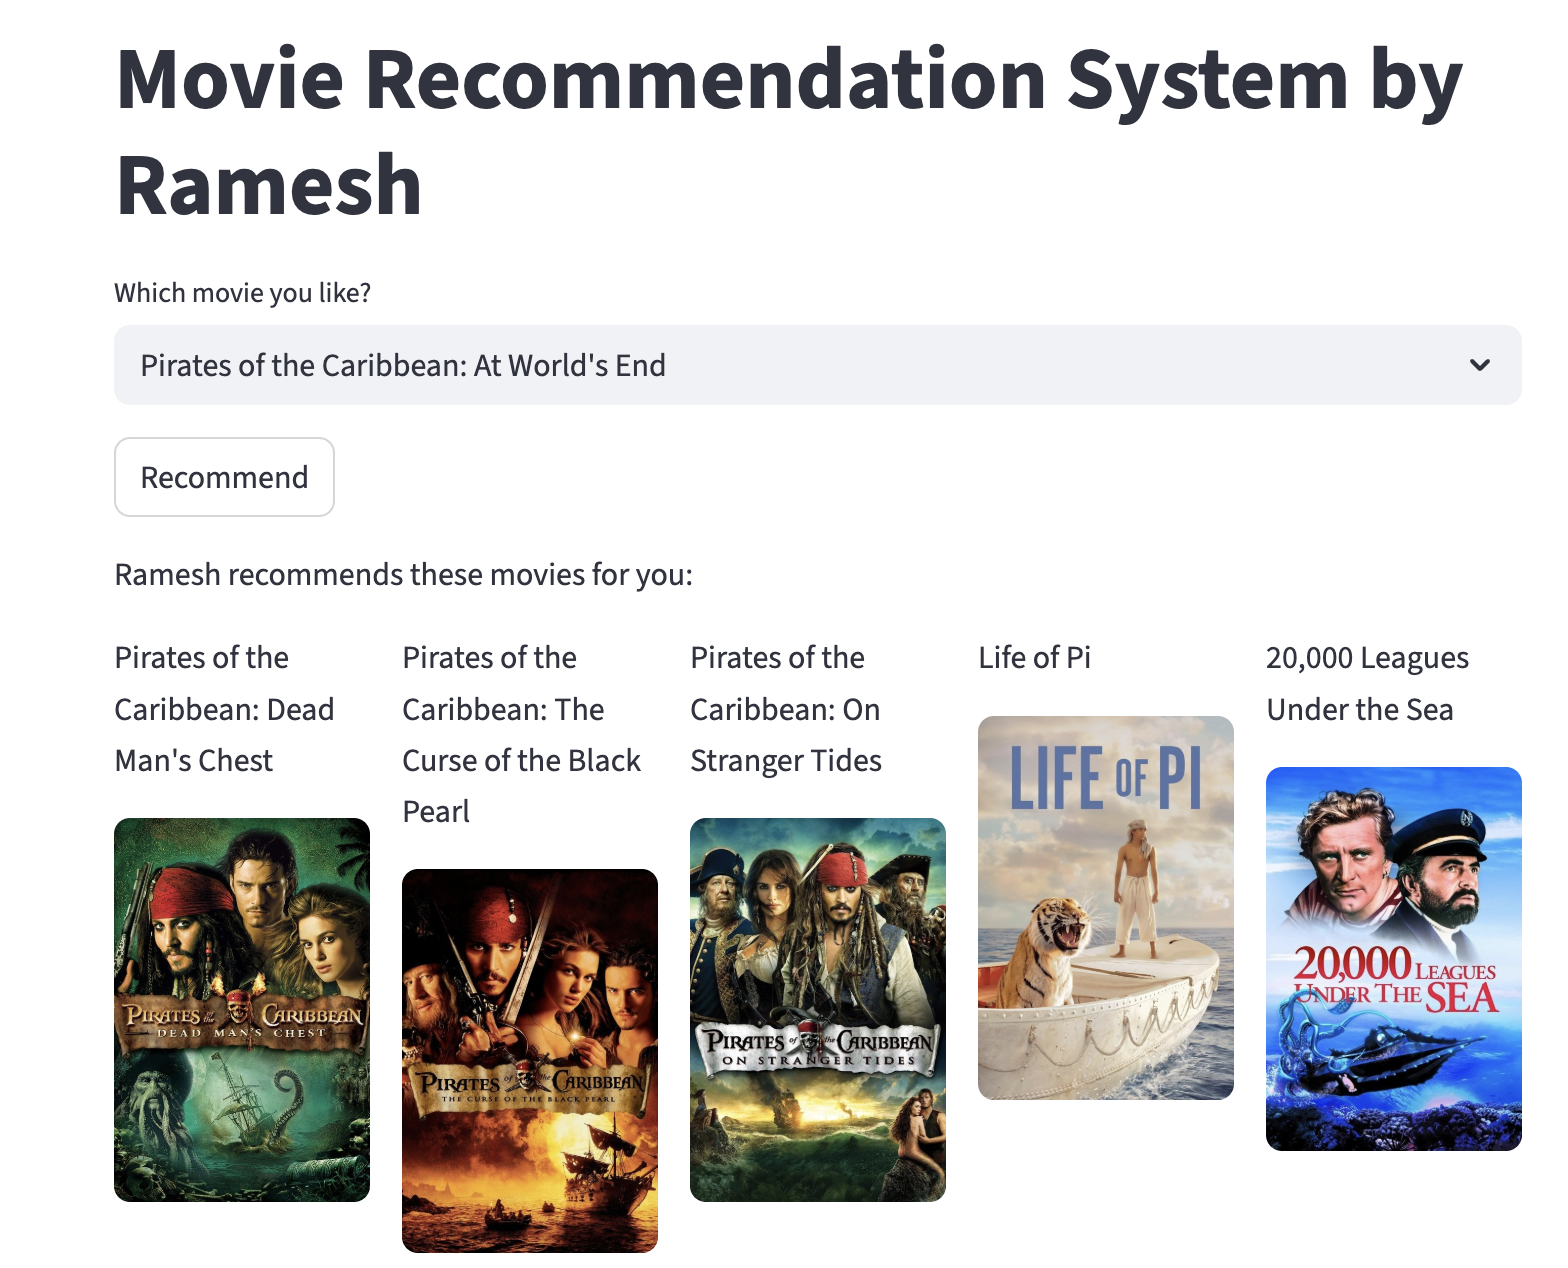 Movie Recommendation System by
Ramesh
Which movie you like?
Pirates of the Caribbean: At World's End
Recommend
Ramesh recommends these movies for you:
Pirates of the
Caribbean: Dead
Man's Chest
PIRATES of the CARIBBEAN
DEAD MAN'S CHEST
Pirates of the
Caribbean: The
Curse of the Black
Pearl
PIRATES of the CARIBBEAN
THE CURSE OF THE BLACK PEARL
Pirates of the
Caribbean: On
Stranger Tides
PIRATES of the CARIBBEAN
ON STRANGER TIDES
Life of Pi
LIFE OF PI
20,000 Leagues
Under the Sea
20,000 LEAGUES
UNDER THE SEA